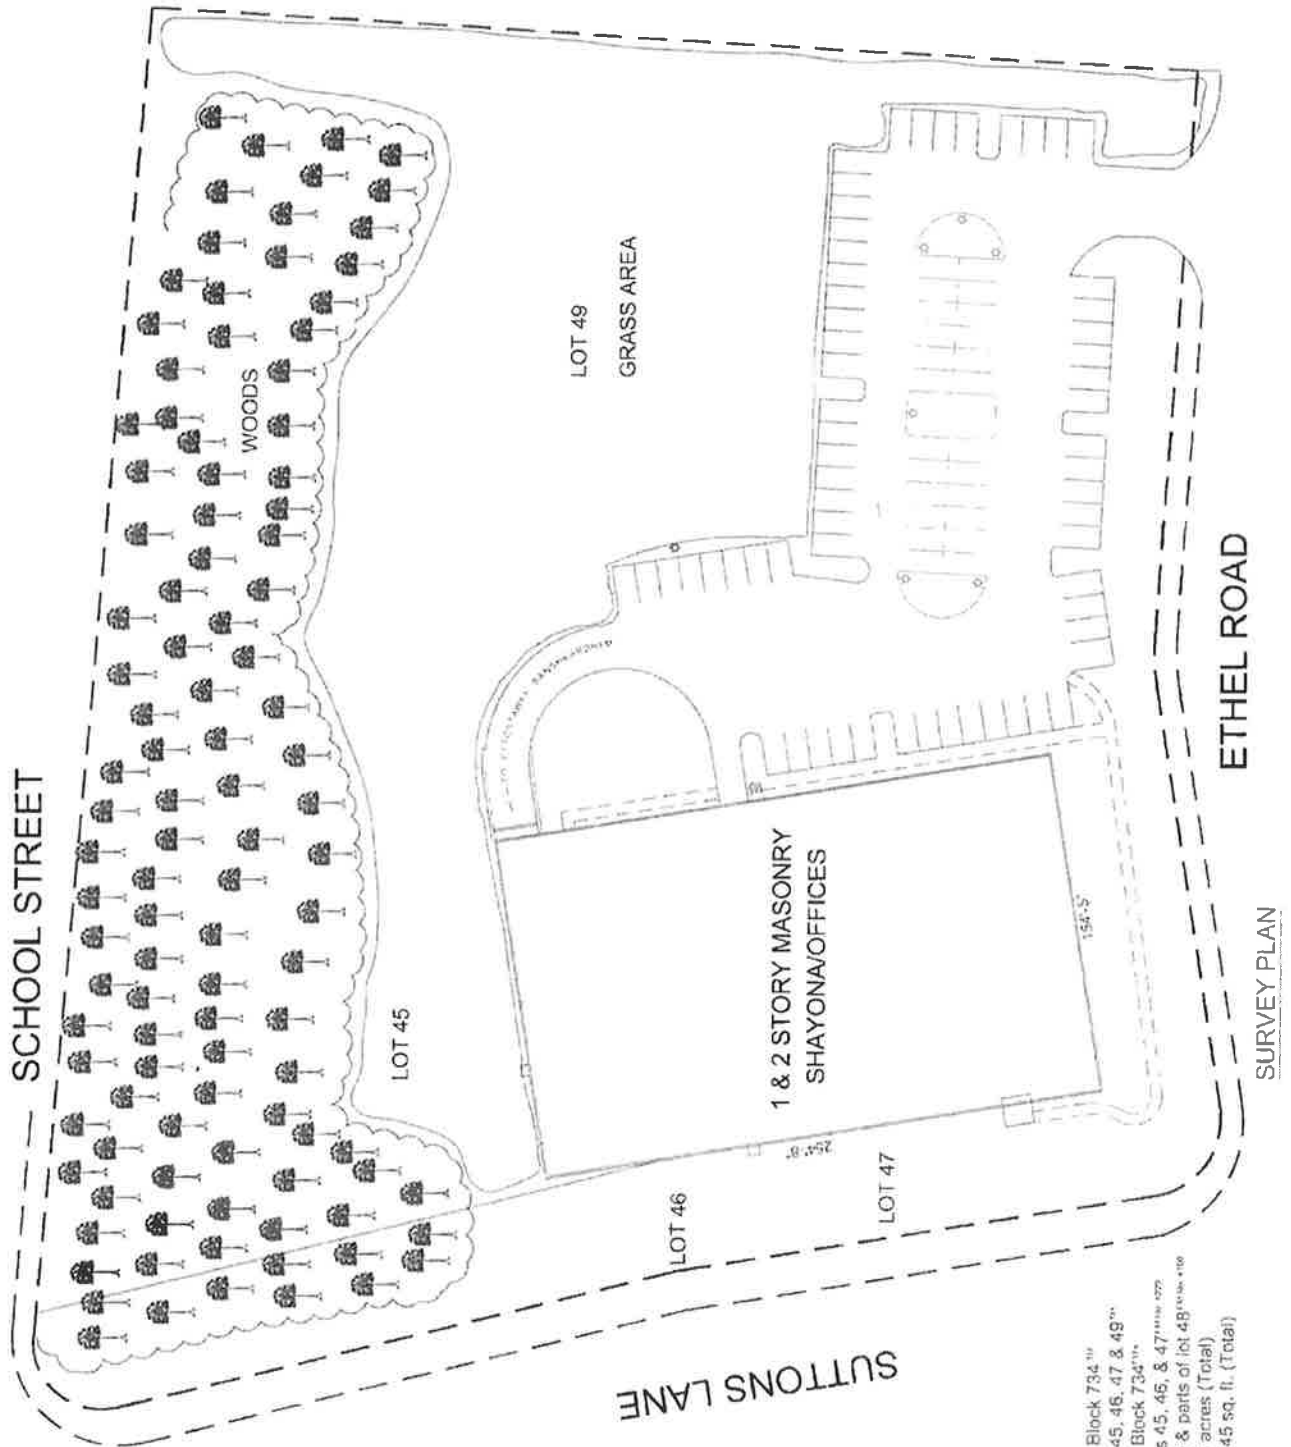 SCHOOL STREET
WOODS
LOT 49
GRASS AREA
LOT 45
1 & 2 STORY MASONRY
SHAYONA/OFFICES
154'-5"
254'-8"
LOT 46
LOT 47
SUTTONS LANE
ETHEL ROAD
SURVEY PLAN
Block 734
45, 46, 47 & 49
Block 734
s 45, 46, & 47
& parts of lot 48
acres (Total)
45 sq. ft. (Total)